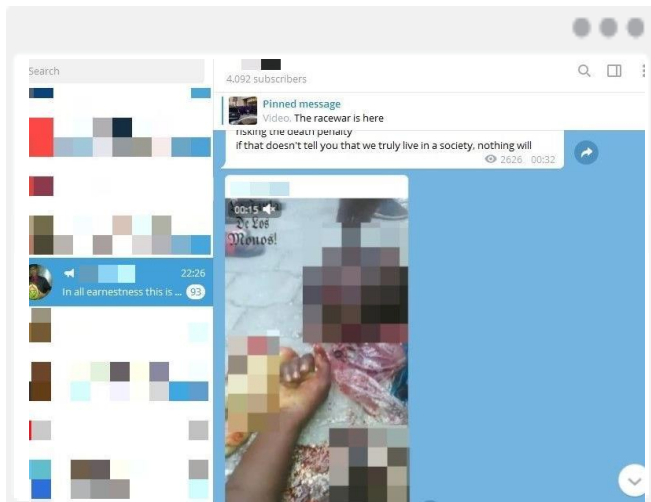 Search
4,092 subscribers
Pinned message
Video. The racewar is here
risking the death penalty
if that doesn't tell you that we truly live in a society, nothing will
2626 00:32
00:15
De Los
Monos!
22:26
In all earnestness this is ... 93